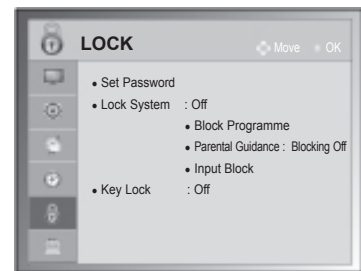 LOCK
Move OK
• Set Password
• Lock System : Off
• Block Programme
• Parental Guidance : Blocking Off
• Input Block
• Key Lock : Off